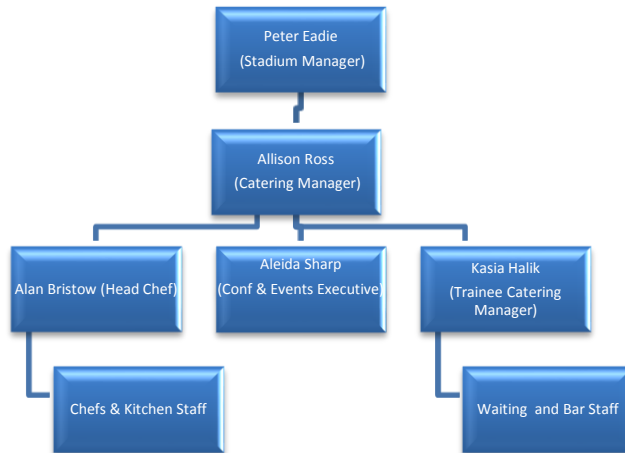 Peter Eadie
(Stadium Manager)
Allison Ross
(Catering Manager)
Alan Bristow (Head Chef)
Aleida Sharp
(Conf & Events Executive)
Kasia Halik
(Trainee Catering
Manager)
Chefs & Kitchen Staff
Waiting and Bar Staff